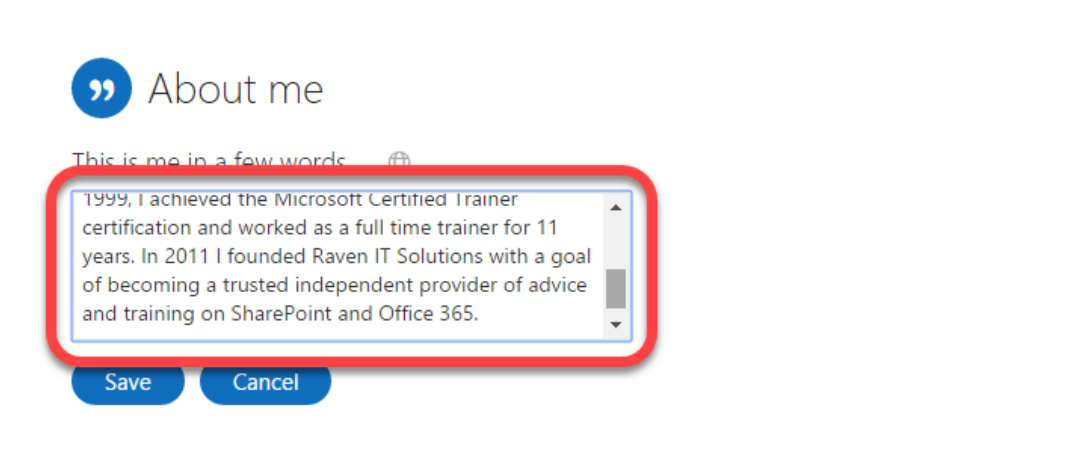 About me
This is me in a few words
1999, I achieved the Microsoft Certified Trainer
certification and worked as a full time trainer for 11
years. In 2011 I founded Raven IT Solutions with a goal
of becoming a trusted independent provider of advice
and training on SharePoint and Office 365.
Save Cancel